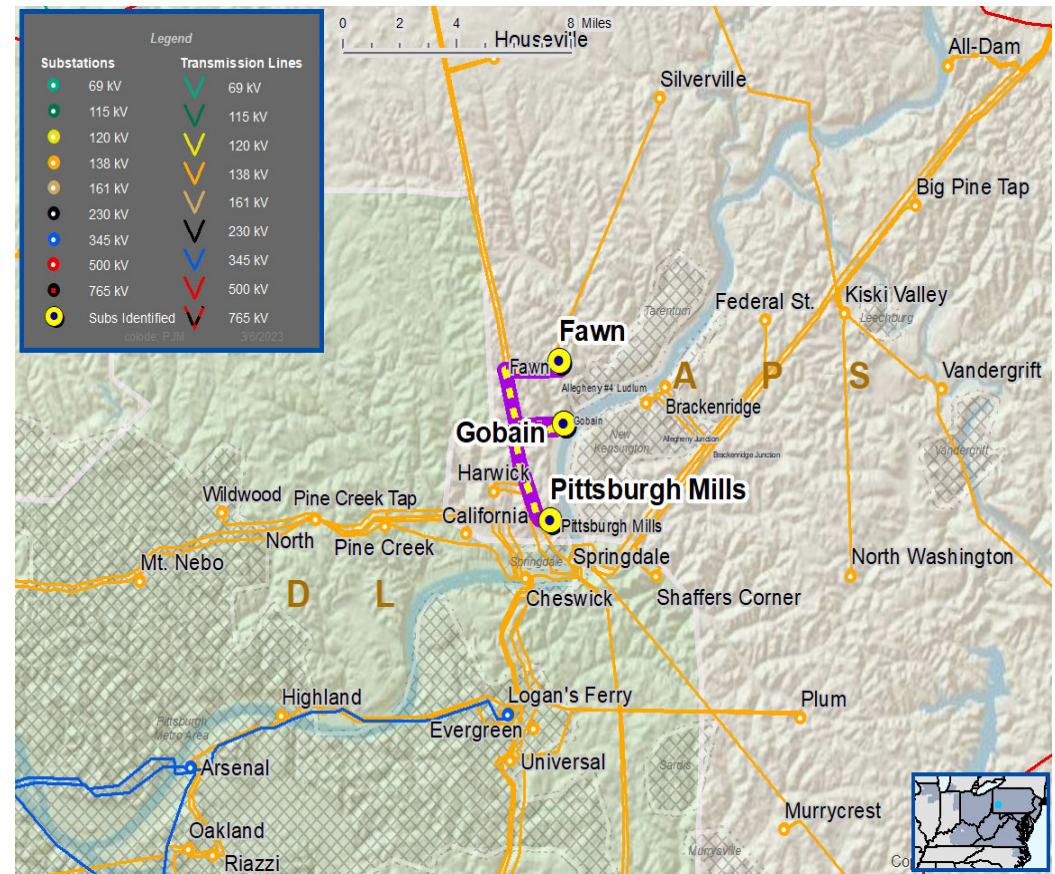 Legend
Substations
Transmission Lines
69 kV
69 kV
115 kV
115 kV
120 kV
120 kV
138 kV
138 kV
161 kV
161 kV
230 kV
230 kV
345 kV
345 kV
500 kV
500 kV
765 kV
765 kV
Subs Identified
3/6/2023
0 2 4 8 Miles
Houseville
All-Dam
Silverville
Big Pine Tap
Tarentum
Federal St.
Kiski Valley
Leechburg
Fawn
Fawn
A P S
Vandergrift
Allegheny #4 Ludlum
Brackenridge
Gobain
Gobain
New
Kensington
Allegheny Junction
Brackenridge Junction
Vandergrift
Harwick
Pittsburgh Mills
Pittsburgh Mills
Wildwood
Pine Creek Tap
California
North
Pine Creek
Mt. Nebo
Springdale
Springdale
North Washington
D L
Cheswick
Shaffers Corner
Highland
Logan's Ferry
Plum
Pittsburgh
Metro Area
Evergreen
Arsenal
Universal
Sardis
Murrycrest
Oakland
Riazzi
Murrysville